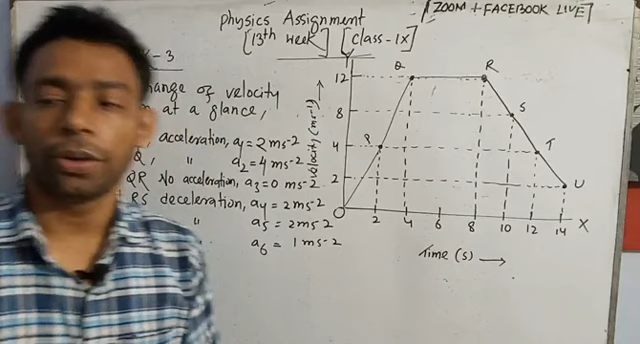 Physics Assignment
[13th week] [Class-IX]
[ZOOM + FACEBOOK LIVE]
-3
hange of velocity
at a glance,
acceleration, a1 = 2 ms-2
Q, " a2 = 4 ms-2
QR No acceleration, a3 = 0 ms-2
RS deceleration, a4 = 2 ms-2
" a5 = 2 ms-2
a6 = 1 ms-2
Y
velocity (ms-1)
12
8
4
2
O
2 4 6 8 10 12 14 X
P
Q
R
S
T
U
Time (s)